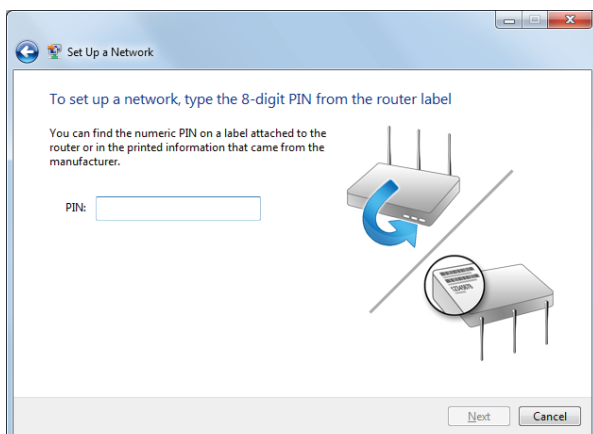 Set Up a Network
To set up a network, type the 8-digit PIN from the router label
You can find the numeric PIN on a label attached to the
router or in the printed information that came from the
manufacturer.
PIN:
12345670
Next
Cancel